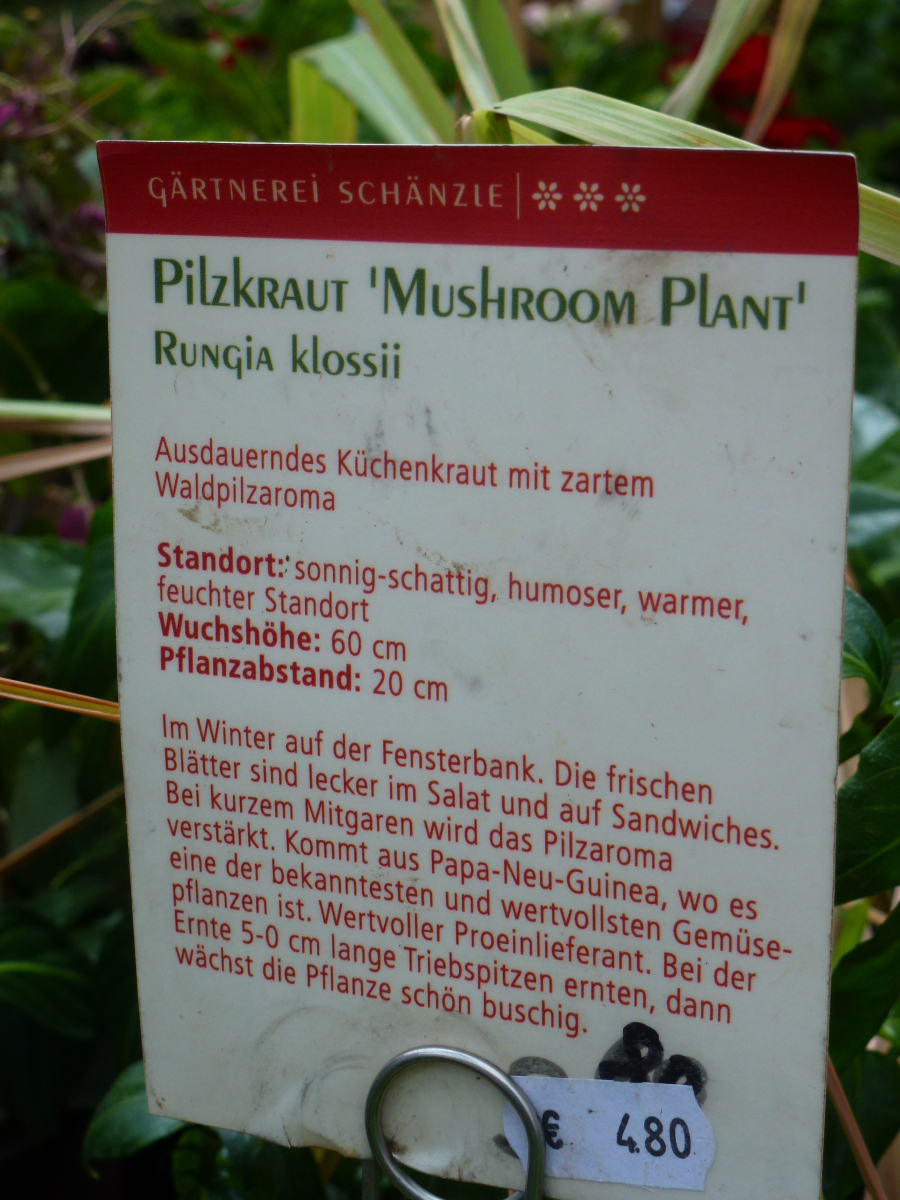 GÄRTNEREI SCHÄNZLE
Pilzkraut 'Mushroom Plant'
Rungia klossii
Ausdauerndes Küchenkraut mit zartem
Waldpilzaroma
Standort: sonnig-schattig, humoser, warmer,
feuchter Standort
Wuchshöhe: 60 cm
Pflanzabstand: 20 cm
Im Winter auf der Fensterbank. Die frischen
Blätter sind lecker im Salat und auf Sandwiches.
Bei kurzem Mitgaren wird das Pilzaroma
verstärkt. Kommt aus Papa-Neu-Guinea, wo es
eine der bekanntesten und wertvollsten Gemüse-
pflanzen ist. Wertvoller Proeinlieferant. Bei der
Ernte 5-0 cm lange Triebspitzen ernten, dann
wächst die Pflanze schön buschig.
€ 4.80